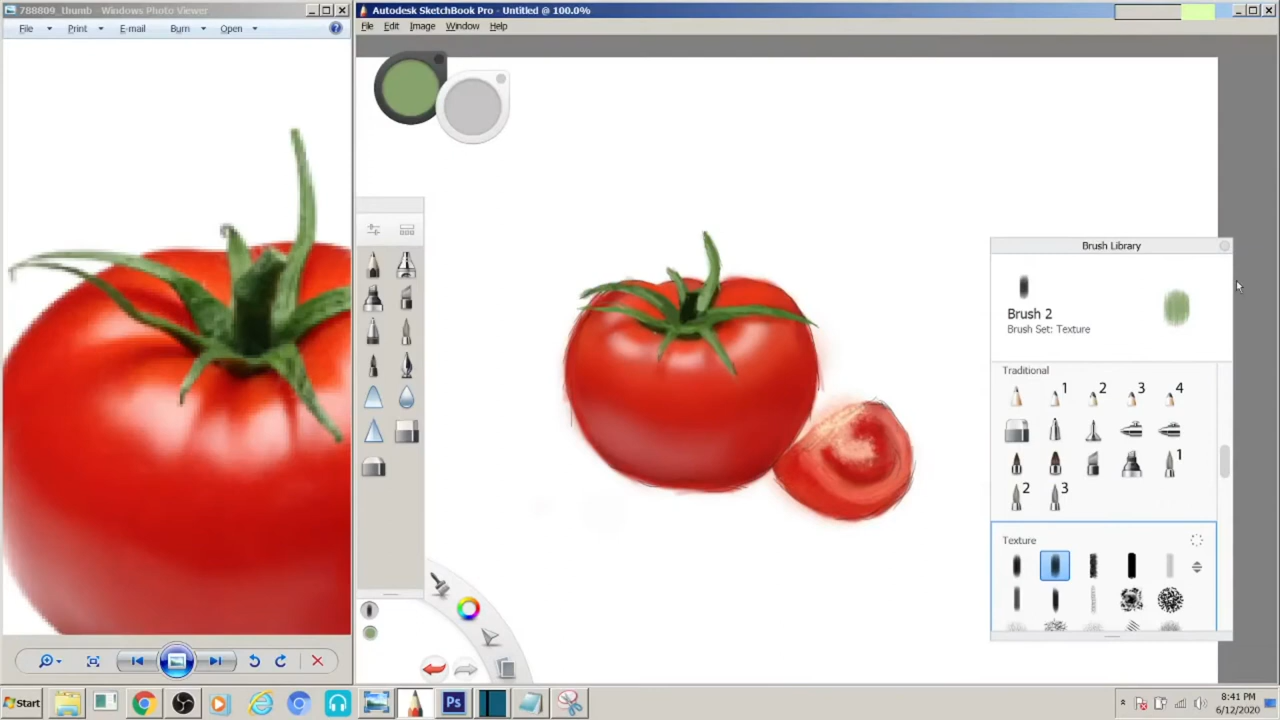 788809_thumb - Windows Photo Viewer
File
Print
E-mail
Burn
Open
Autodesk SketchBook Pro - Untitled @ 100.0%
File
Edit
Image
Window
Help
Brush Library
Brush 2
Brush Set: Texture
Traditional
1
2
3
4
1
2
3
Texture
Start
Ps
8:41 PM
6/12/2020